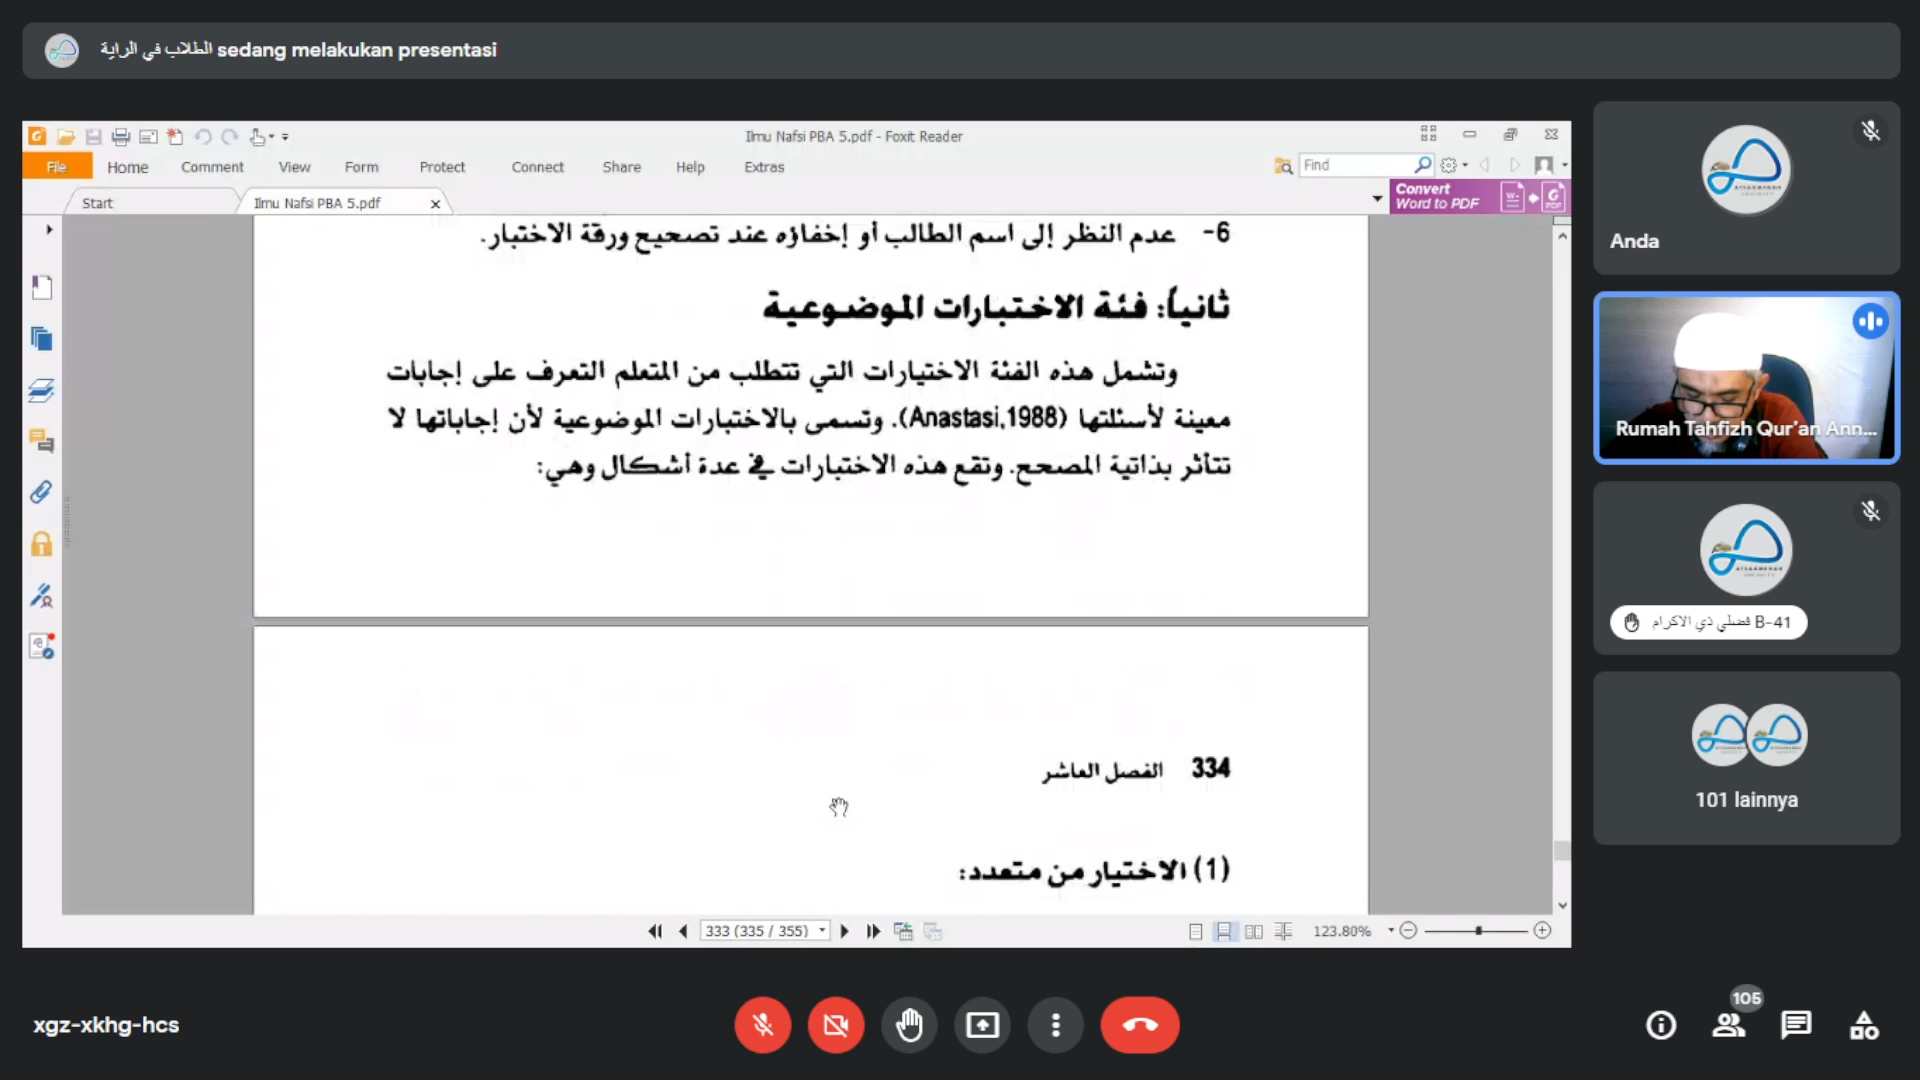 الطلاب في الراية sedang melakukan presentasi
Ilmu Nafsi PBA 5.pdf - Foxit Reader
File Home Comment View Form Protect Connect Share Help Extras
Find
Start
Ilmu Nafsi PBA 5.pdf
Convert
Word to PDF
6- عدم النظر إلى اسم الطالب أو إخفاؤه عند تصحيح ورقة الاختبار.
ثانياً: فئة الاختبارات الموضوعية
وتشمل هذه الفئة الاختيارات التي تتطلب من المتعلم التعرف على إجابات
معينة لأسئلتها (Anastasi,1988). وتسمى بالاختبارات الموضوعية لأن إجاباتها لا
تتأثر بذاتية المصحح. وتقع هذه الاختبارات في عدة أشكال وهي:
334 الفصل العاشر
(1) الاختيار من متعدد:
333 (335 / 355)
123.80%
Anda
Rumah Tahfizh Qur'an Ann...
B-41 فضلي ذي الاكرام
101 lainnya
xgz-xkhg-hcs
105